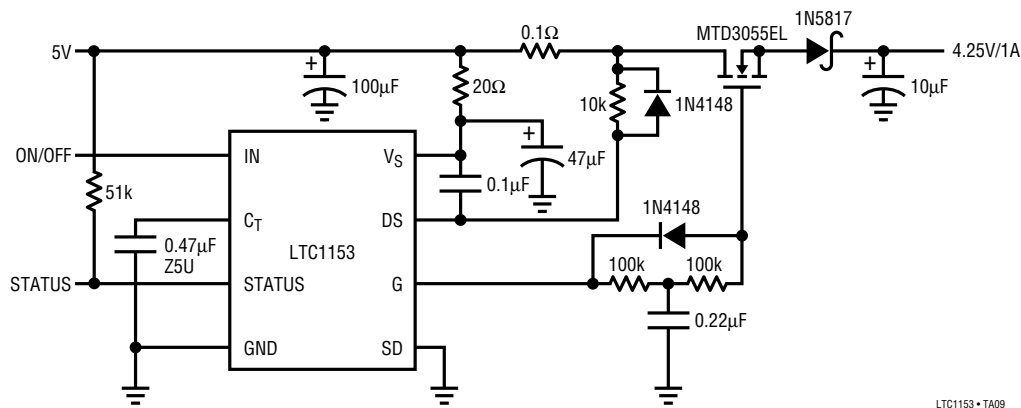 1N5817
0.1Ω
MTD3055EL
5V
4.25V/1A
+
100µF
20Ω
10k
1N4148
+
10µF
ON/OFF
IN
VS
+
47µF
51k
0.1µF
CT
DS
1N4148
0.47µF
Z5U
LTC1153
100k
100k
STATUS
STATUS
G
0.22µF
GND
SD
LTC1153 • TA09